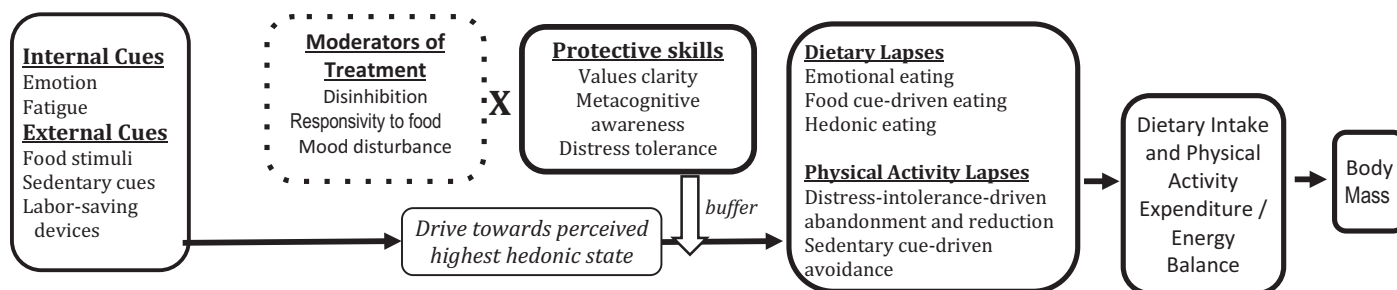 Internal Cues
Emotion
Fatigue
External Cues
Food stimuli
Sedentary cues
Labor-saving
devices
Moderators of
Treatment
Disinhibition
Responsivity to food
Mood disturbance
X
Protective skills
Values clarity
Metacognitive
awareness
Distress tolerance
buffer
Drive towards perceived
highest hedonic state
Dietary Lapses
Emotional eating
Food cue-driven eating
Hedonic eating
Physical Activity Lapses
Distress-intolerance-driven
abandonment and reduction
Sedentary cue-driven
avoidance
Dietary Intake
and Physical
Activity
Expenditure /
Energy
Balance
Body
Mass